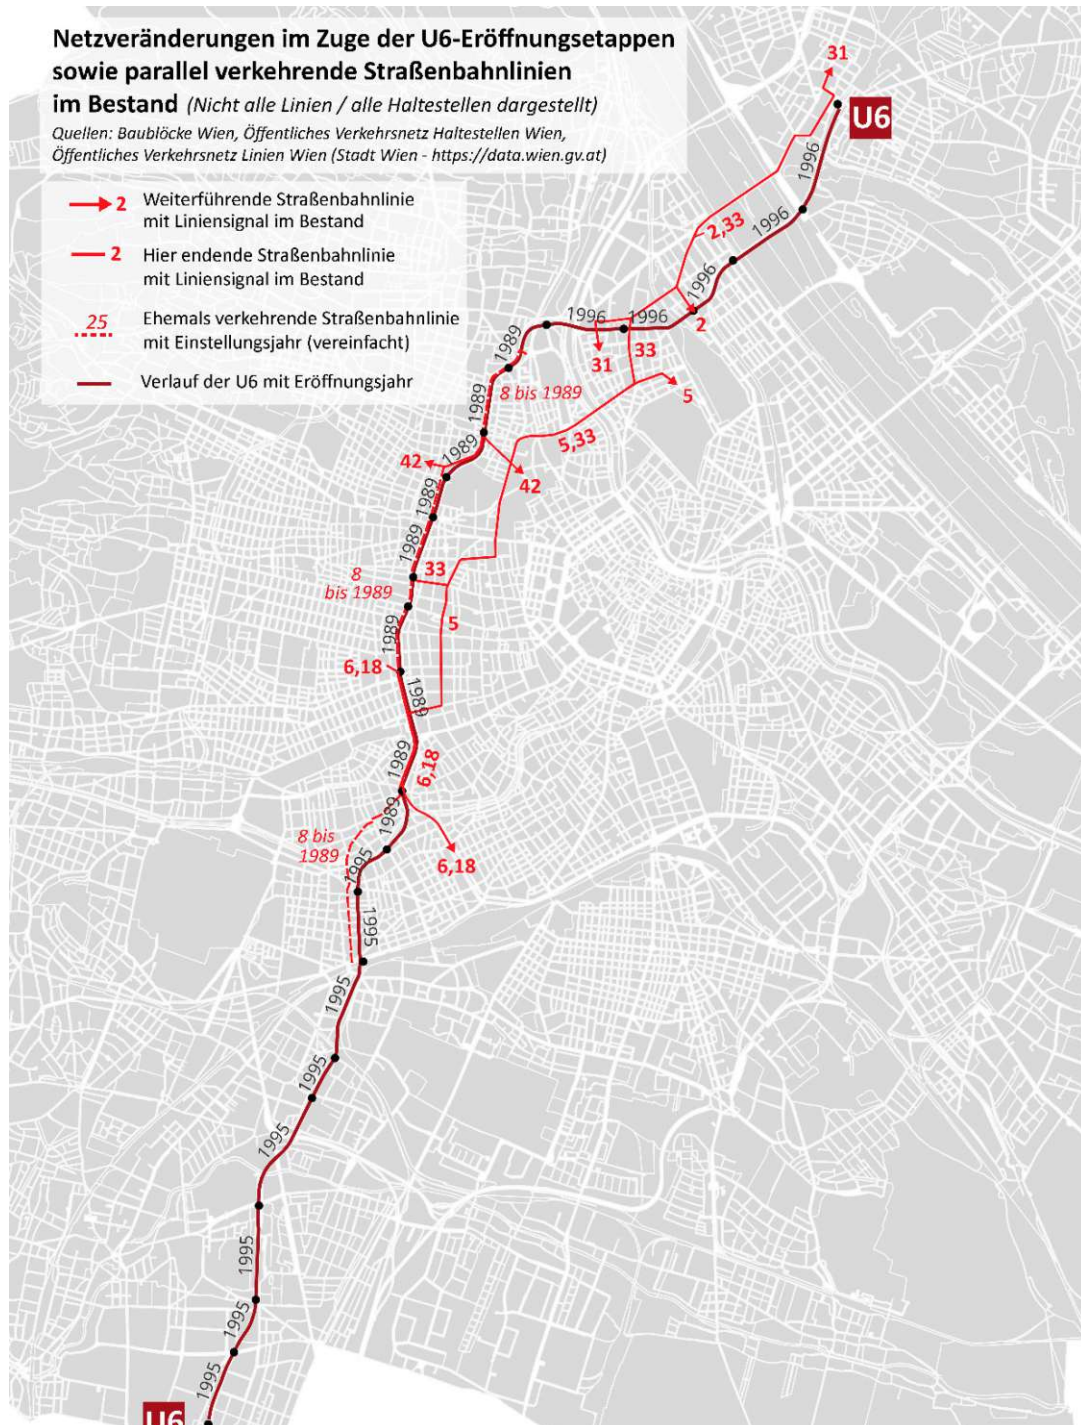 Netzveränderungen im Zuge der U6-Eröffnungsetappen
sowie parallel verkehrende Straßenbahnlinien
im Bestand (Nicht alle Linien / alle Haltestellen dargestellt)
Quellen: Baublöcke Wien, Öffentliches Verkehrsnetz Haltestellen Wien,
Öffentliches Verkehrsnetz Linien Wien (Stadt Wien - https://data.wien.gv.at)
2 Weiterführende Straßenbahnlinie
mit Liniensignal im Bestand
2 Hier endende Straßenbahnlinie
mit Liniensignal im Bestand
25 Ehemals verkehrende Straßenbahnlinie
mit Einstellungsjahr (vereinfacht)
Verlauf der U6 mit Eröffnungsjahr
31
U6
1996
2,33
1996
1996
2
1996
1996
33
31
5
1989
8 bis 1989
1989
5,33
1989
42
42
1989
1989
33
8
bis 1989
5
1989
6,18
1989
1989
6,18
1989
8 bis
1989
6,18
1995
1995
1995
1995
1995
1995
1995
1995
U6